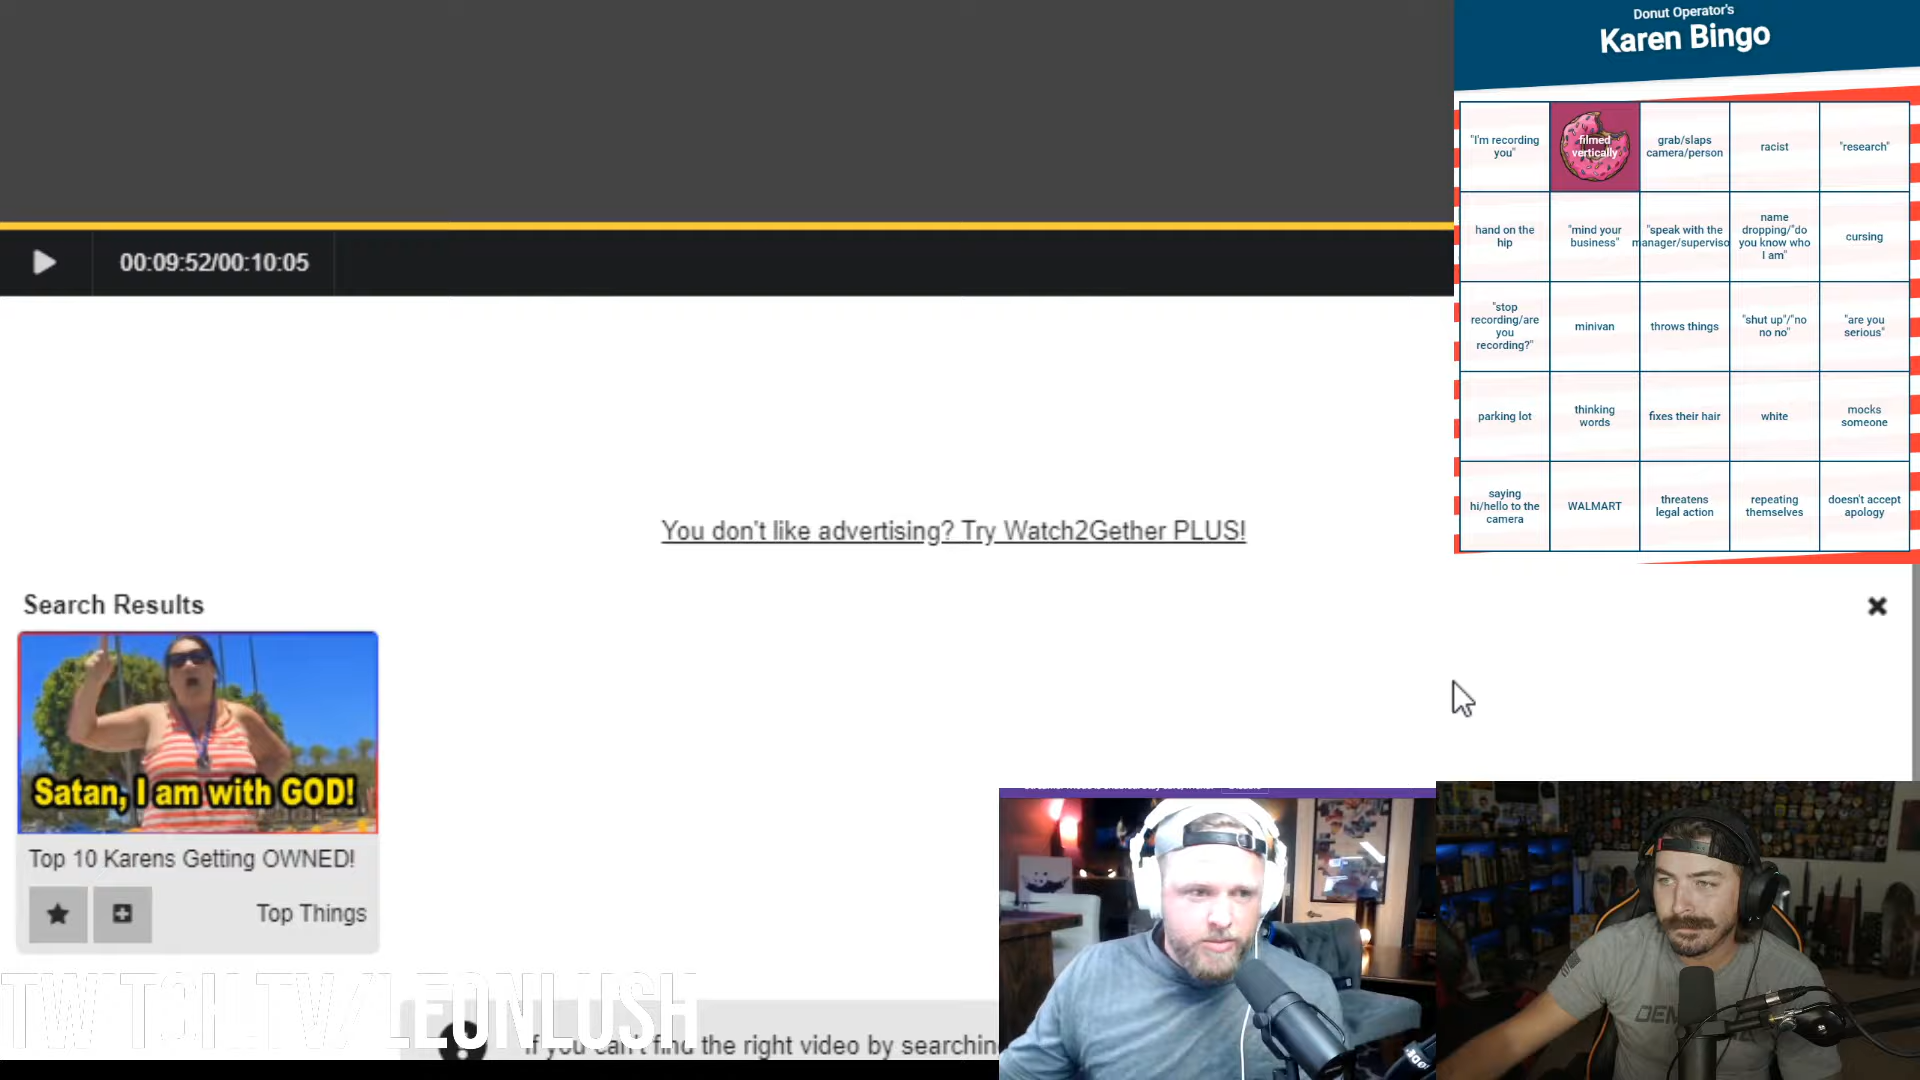 Donut Operator's
Karen Bingo
"I'm recording
you"
filmed
vertically
grab/slaps
camera/person
racist
"research"
hand on the
hip
"mind your
business"
"speak with the
manager/superviso
name
dropping/"do
you know who
I am"
cursing
"stop
recording/are
you
recording?"
minivan
throws things
"shut up"/"no
no no"
"are you
serious"
parking lot
thinking
words
fixes their hair
white
mocks
someone
saying
hi/hello to the
camera
WALMART
threatens
legal action
repeating
themselves
doesn't accept
apology
00:09:52/00:10:05
You don't like advertising? Try Watch2Gether PLUS!
Search Results
Satan, I am with GOD!
Top 10 Karens Getting OWNED!
Top Things
TWITCH.TV/LEONLUSH
If you can't find the right video by searchin